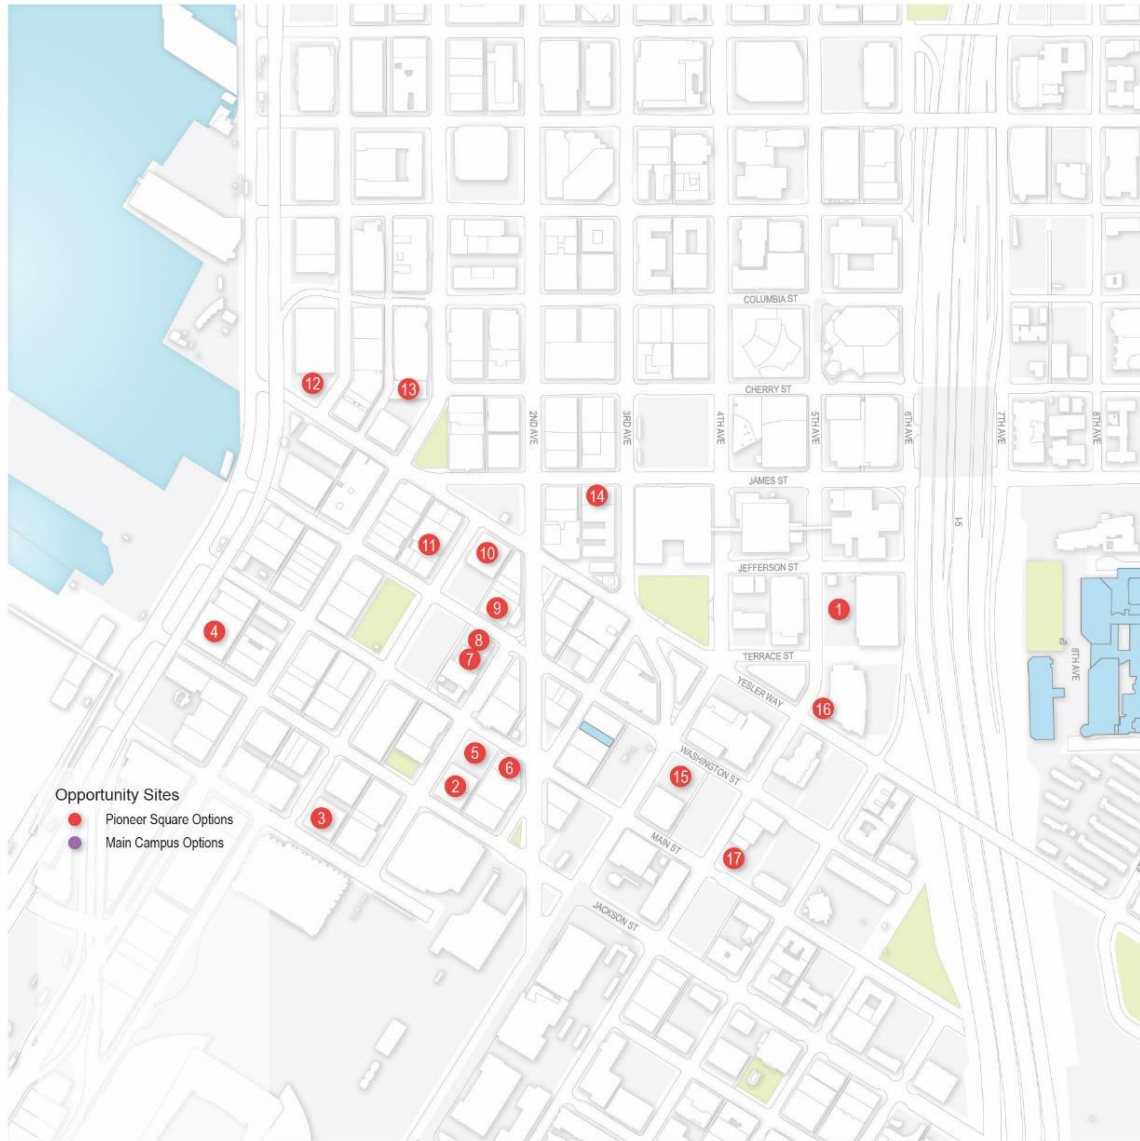 COLUMBIA ST
12
13
CHERRY ST
2ND AVE
3RD AVE
4TH AVE
5TH AVE
6TH AVE
7TH AVE
8TH AVE
JAMES ST
14
I-5
11
10
JEFFERSON ST
9
1
4
8
7
TERRACE ST
8TH AVE
YESLER WAY
16
5
6
WASHINGTON ST
15
2
Opportunity Sites
Pioneer Square Options
Main Campus Options
3
MAIN ST
17
JACKSON ST